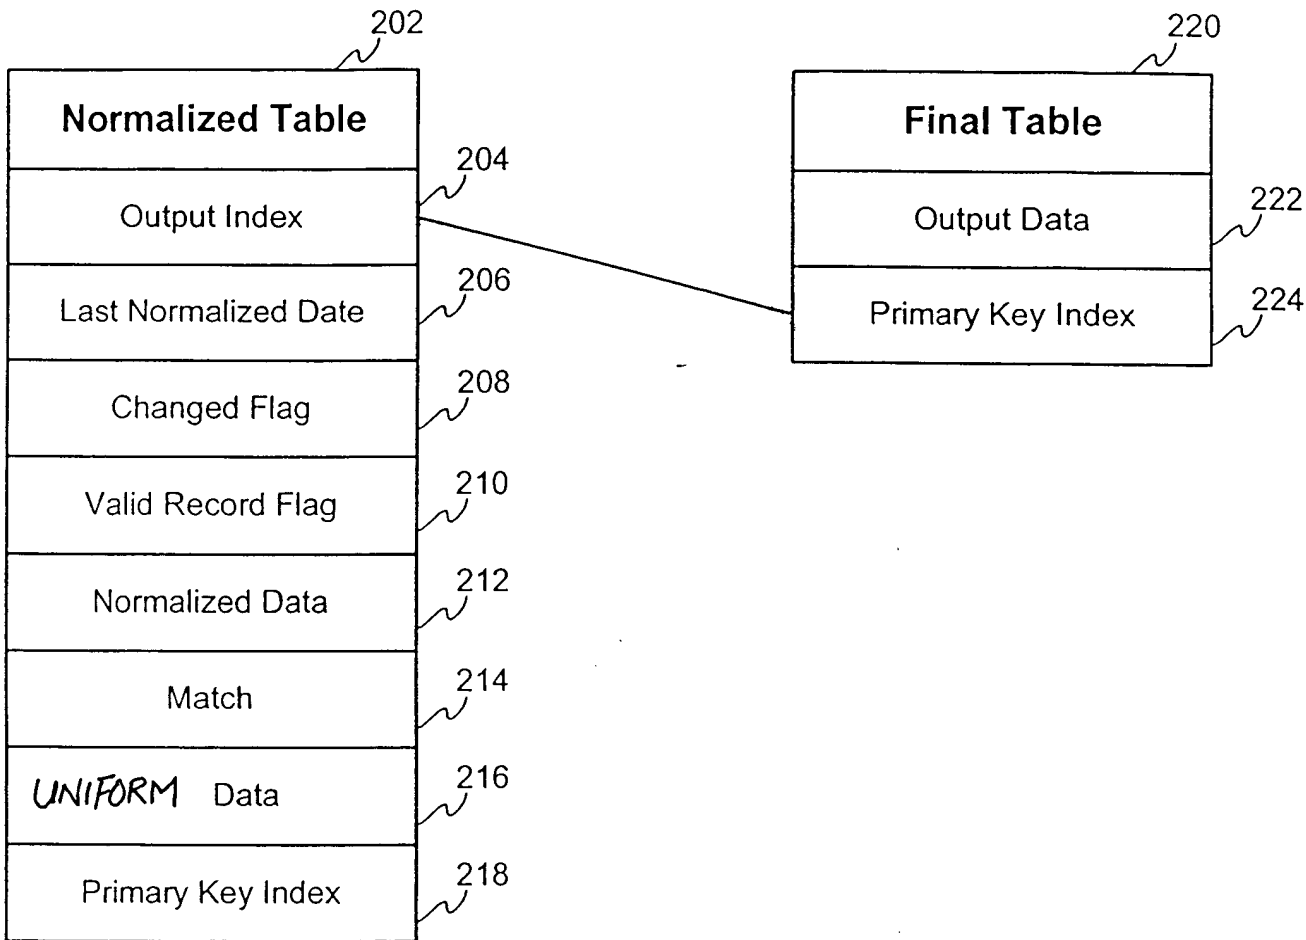 202
Normalized Table
204
Output Index
206
Last Normalized Date
208
Changed Flag
210
Valid Record Flag
212
Normalized Data
214
Match
216
UNIFORM Data
218
Primary Key Index
220
Final Table
222
Output Data
224
Primary Key Index